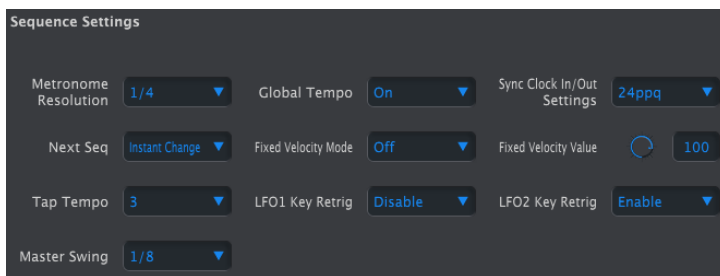 Sequence Settings
Metronome Resolution 1/4 Global Tempo On Sync Clock In/Out Settings 24ppq
Next Seq Instant Change Fixed Velocity Mode Off Fixed Velocity Value 100
Tap Tempo 3 LFO1 Key Retrig Disable LFO2 Key Retrig Enable
Master Swing 1/8